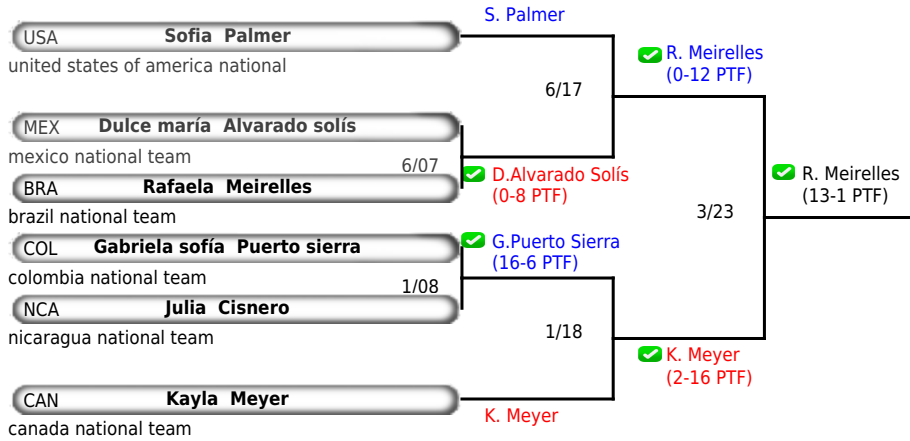 S. Palmer
USA Sofia Palmer
united states of america national
R. Meirelles
(0-12 PTF)
6/17
MEX Dulce maría Alvarado solís
mexico national team
6/07
D.Alvarado Solís
(0-8 PTF)
BRA Rafaela Meirelles
brazil national team
R. Meirelles
(13-1 PTF)
3/23
COL Gabriela sofía Puerto sierra
colombia national team
G.Puerto Sierra
(16-6 PTF)
1/08
NCA Julia Cisnero
nicaragua national team
1/18
K. Meyer
(2-16 PTF)
CAN Kayla Meyer
canada national team
K. Meyer